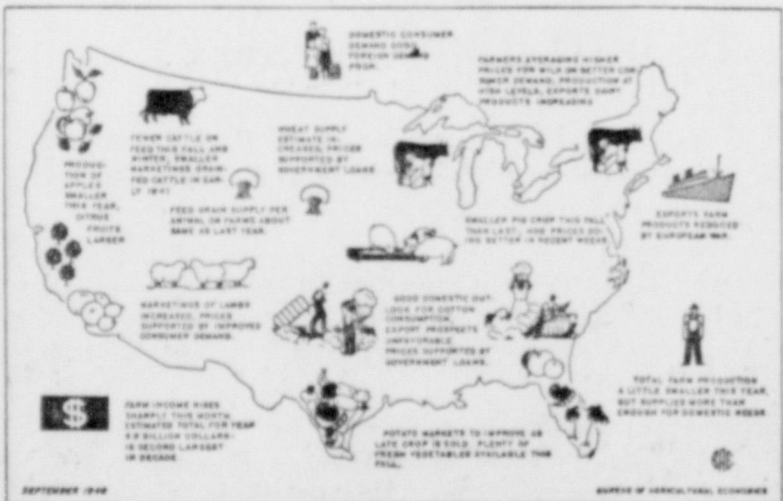 DOMESTIC CONSUMER
DEMAND GOOD,
FOREIGN DEMAND
POOR.
FARMERS AVERAGING HIGHER
PRICES FOR MILK ON BETTER CON-
SUMER DEMAND. PRODUCTION AT
HIGH LEVELS, EXPORTS DAIRY
PRODUCTS INCREASING
FEWER CATTLE ON
FEED THIS FALL AND
WINTER, SMALLER
MARKETINGS GRAIN-
FED CATTLE IN EAR-
LY 1941
WHEAT SUPPLY
ESTIMATE IN-
CREASED, PRICES
SUPPORTED BY
GOVERNMENT LOANS
PRODUC-
TION OF
APPLES
SMALLER
THIS YEAR,
CITRUS
FRUITS
LARGER
FEED GRAIN SUPPLY PER
ANIMAL ON FARMS ABOUT
SAME AS LAST YEAR.
SMALLER PIG CROP THIS FALL
THAN LAST, HOG PRICES DO-
ING BETTER IN RECENT WEEKS
EXPORTS FARM
PRODUCTS REDUCED
BY EUROPEAN WAR.
MARKETINGS OF LAMBS
INCREASED, PRICES
SUPPORTED BY IMPROVED
CONSUMER DEMAND.
GOOD DOMESTIC OUT-
LOOK FOR COTTON
CONSUMPTION,
EXPORT PROSPECTS
UNFAVORABLE
PRICES SUPPORTED BY
GOVERNMENT LOANS.
TOTAL FARM PRODUCTION
A LITTLE SMALLER THIS YEAR,
BUT SUPPLIES MORE THAN
ENOUGH FOR DOMESTIC NEEDS
$
FARM INCOME RISES
SHARPLY THIS MONTH
ESTIMATED TOTAL FOR YEAR
BILLION DOLLARS-
IS SECOND LARGEST
IN DECADE
POTATO MARKETS TO IMPROVE AS
LATE CROP IS SOLD. PLENTY OF
FRESH VEGETABLES AVAILABLE THIS
FALL.
SEPTEMBER 1940
BUREAU OF AGRICULTURAL ECONOMICS